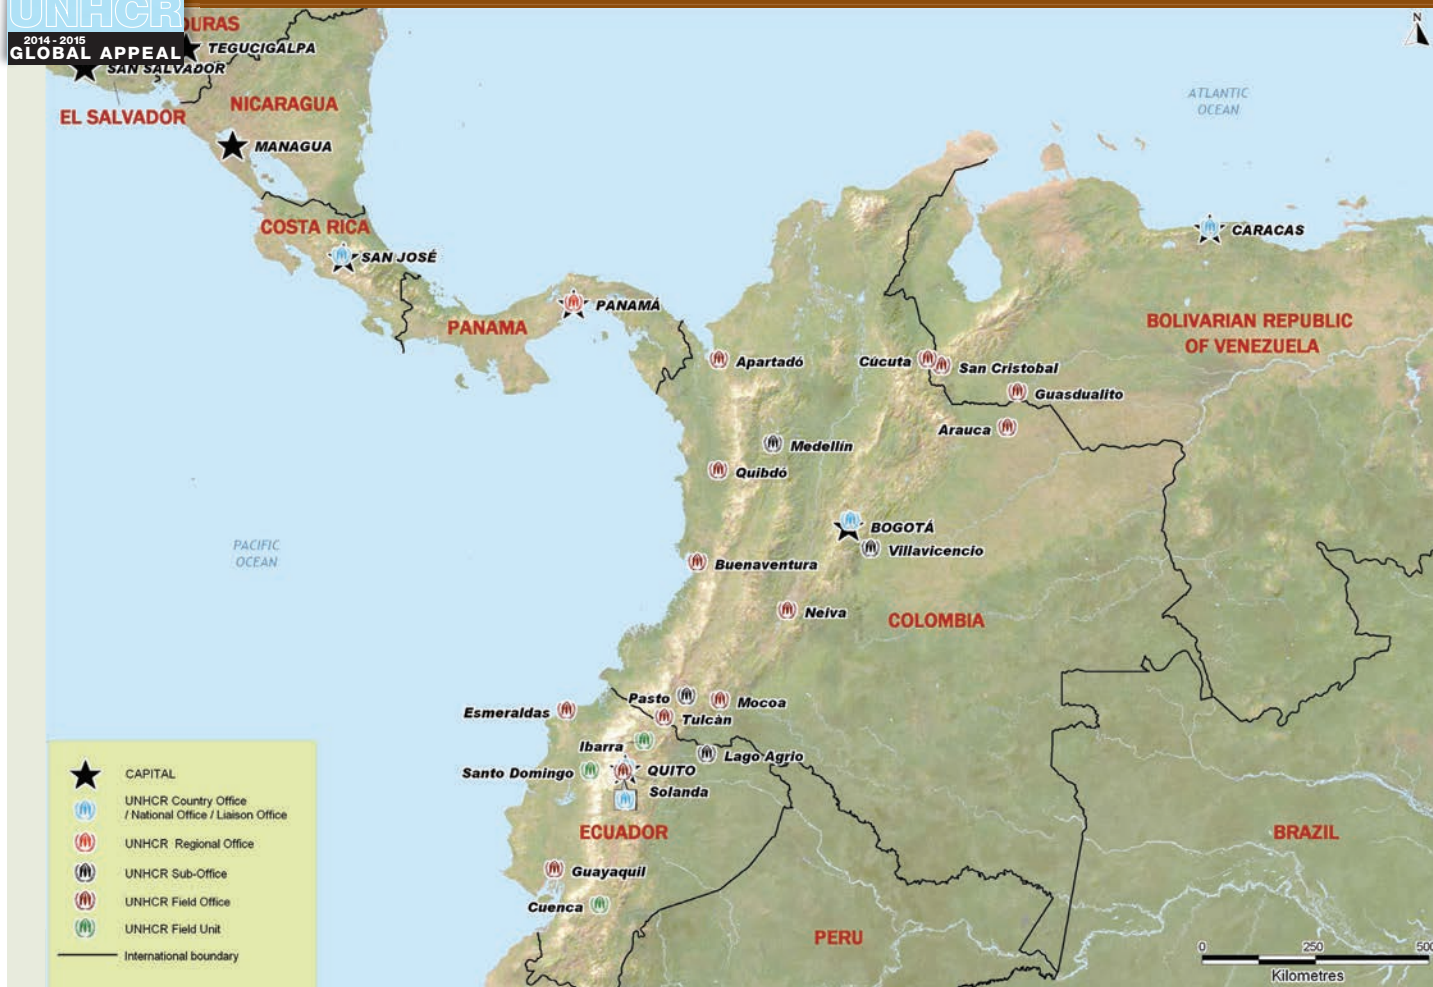 UNHCR
2014 - 2015
GLOBAL APPEAL
DURAS
TEGUCIGALPA
SAN SALVADOR
EL SALVADOR
NICARAGUA
MANAGUA
COSTA RICA
SAN JOSÉ
PANAMA
PANAMÁ
N
ATLANTIC
OCEAN
CARACAS
BOLIVARIAN REPUBLIC
OF VENEZUELA
Apartadó
Cúcuta
San Cristobal
Guasdualito
Arauca
Medellín
Quibdó
BOGOTÁ
Villavicencio
PACIFIC
OCEAN
Buenaventura
Neiva
COLOMBIA
Pasto
Mocoa
Esmeraldas
Tulcán
Ibarra
Lago Agrio
Santo Domingo
QUITO
Solanda
ECUADOR
BRAZIL
Guayaquil
Cuenca
PERU
CAPITAL
UNHCR Country Office
/ National Office / Liaison Office
UNHCR Regional Office
UNHCR Sub-Office
UNHCR Field Office
UNHCR Field Unit
International boundary
0 250 500
Kilometres